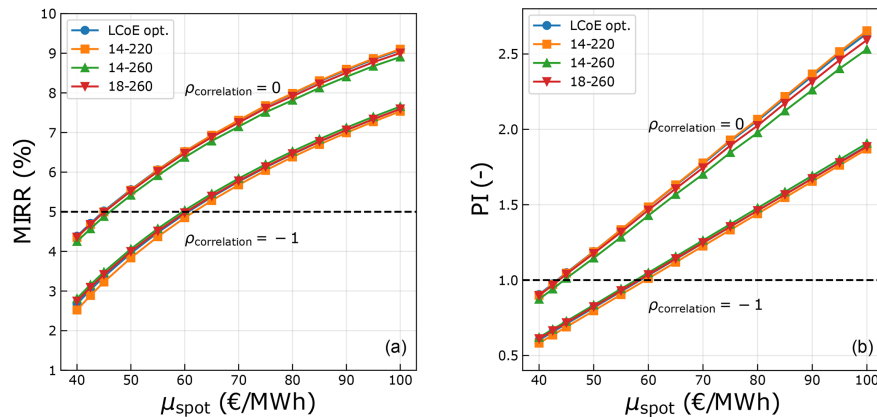 10
9
8
7
6
5
4
3
2
1
MIRR (%)
LCoE opt.
14-220
14-260
18-260
ρcorrelation = 0
ρcorrelation = −1
(a)
40 50 60 70 80 90 100
μspot (€/MWh)
2.5
2.0
1.5
1.0
0.5
PI (-)
LCoE opt.
14-220
14-260
18-260
ρcorrelation = 0
ρcorrelation = −1
(b)
40 50 60 70 80 90 100
μspot (€/MWh)